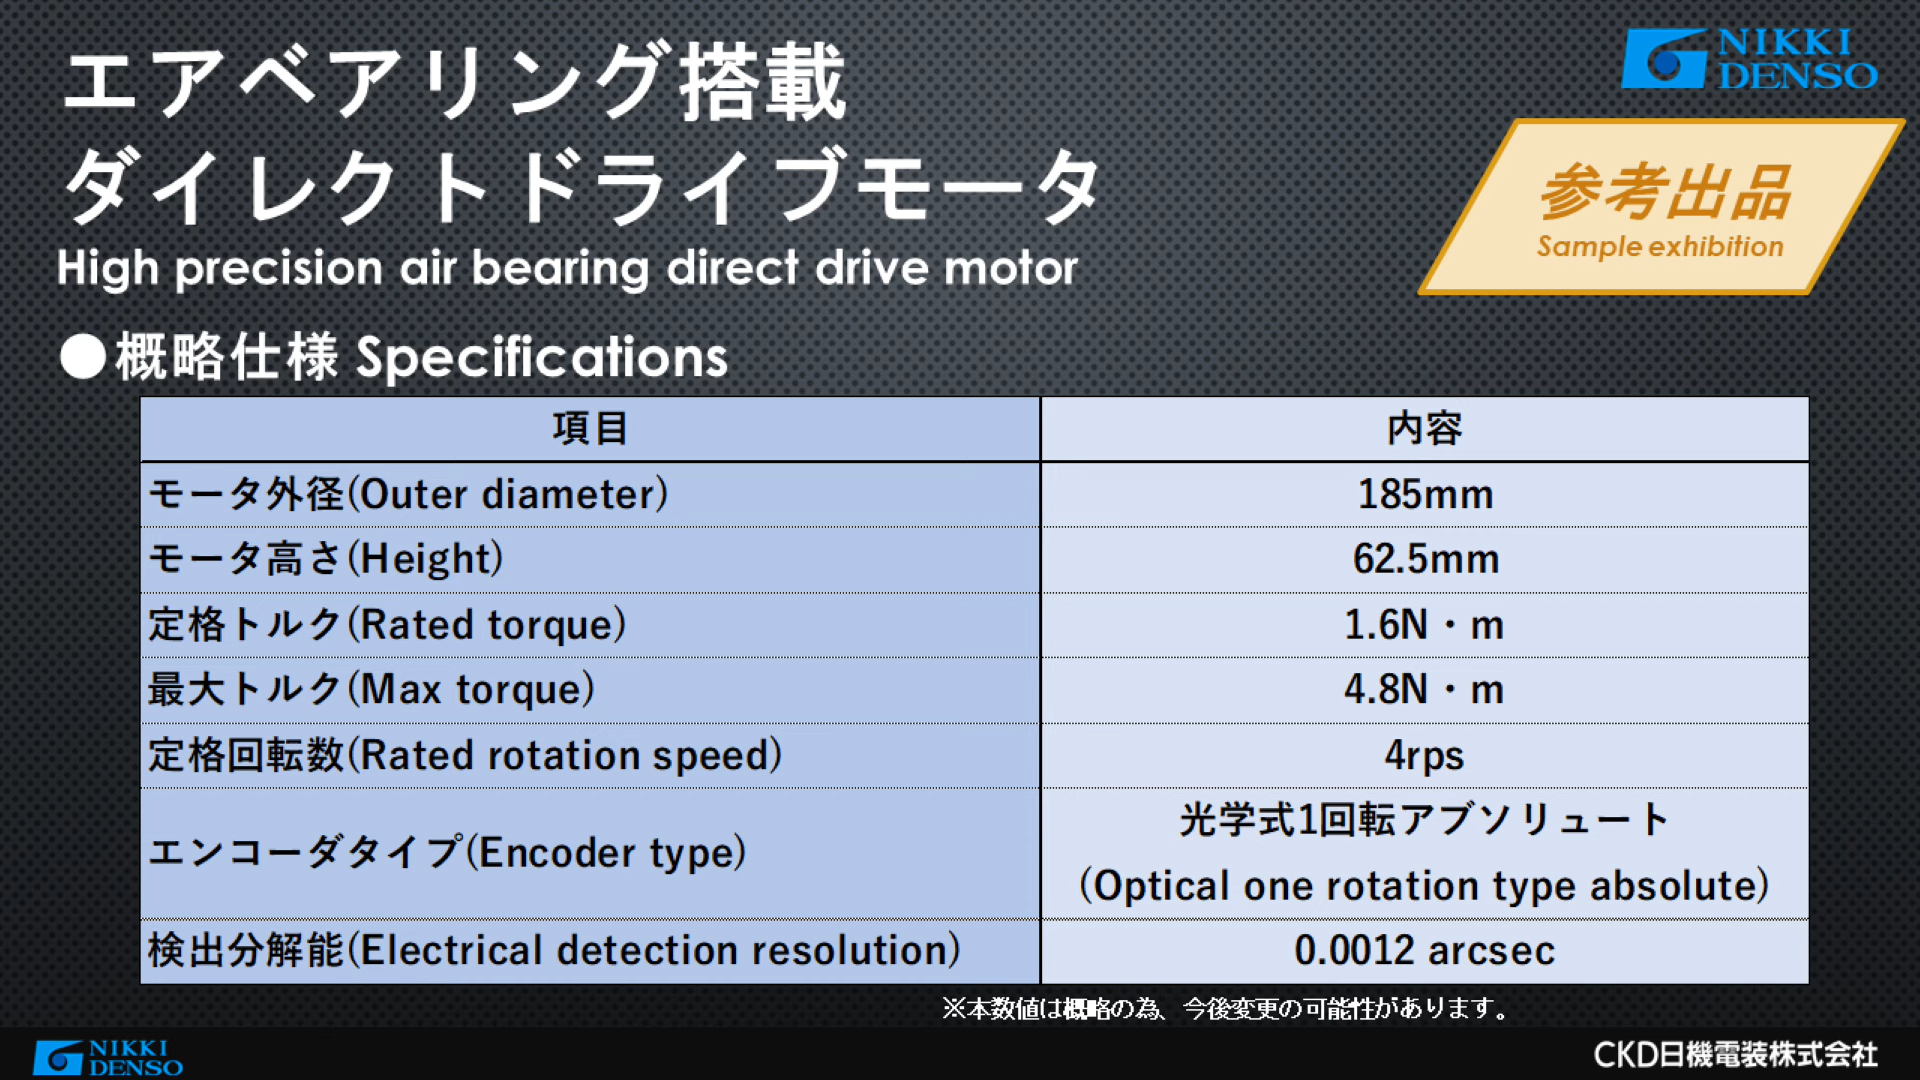 エアベアリング搭載
ダイレクトドライブモータ
High precision air bearing direct drive motor
NIKKI
DENSO
参考出品
Sample exhibition
●概略仕様 Specifications
項目 内容
モータ外径(Outer diameter) 185mm
モータ高さ(Height) 62.5mm
定格トルク(Rated torque) 1.6N・m
最大トルク(Max torque) 4.8N・m
定格回転数(Rated rotation speed) 4rps
エンコーダタイプ(Encoder type) 光学式1回転アブソリュート
(Optical one rotation type absolute)
検出分解能(Electrical detection resolution) 0.0012 arcsec
※本数値は概略の為、今後変更の可能性があります。
NIKKI
DENSO
CKD日機電装株式会社